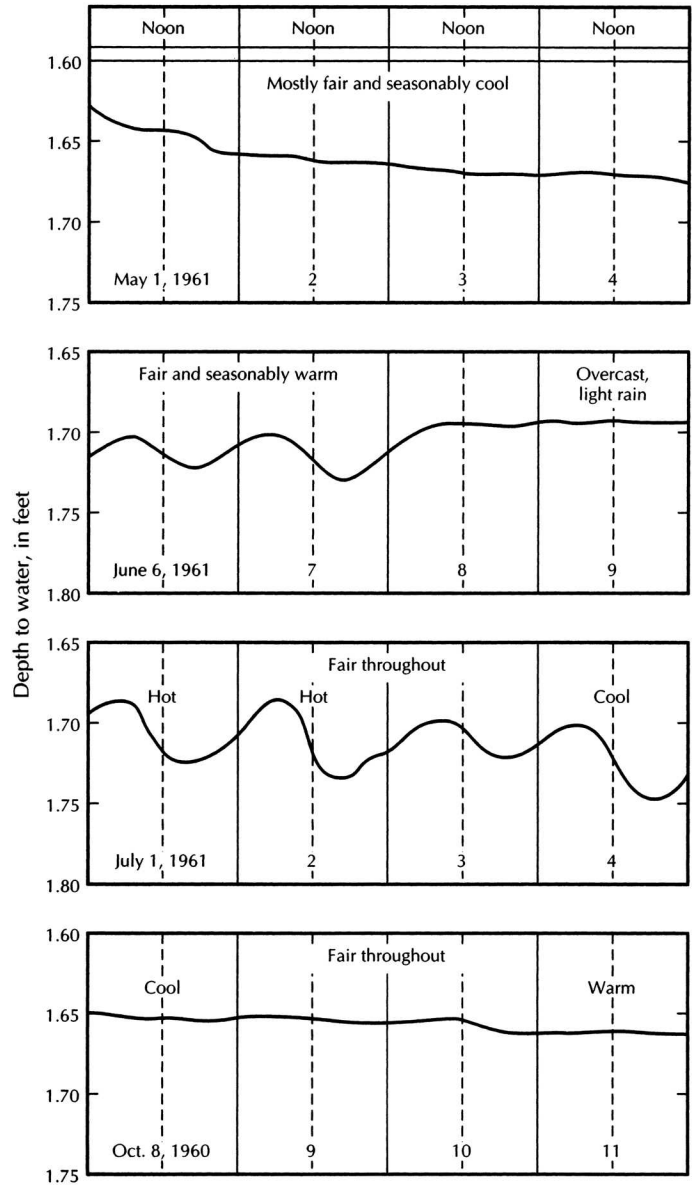 Noon Noon Noon Noon
1.60
Mostly fair and seasonably cool
1.65
1.70
May 1, 1961 2 3 4
1.75
1.65
Fair and seasonably warm
Overcast,
light rain
1.70
1.75
June 6, 1961 7 8 9
1.80
Depth to water, in feet
1.65
Fair throughout
Hot Hot Cool
1.70
1.75
July 1, 1961 2 3 4
1.80
1.60
Fair throughout
Cool Warm
1.65
1.70
Oct. 8, 1960 9 10 11
1.75